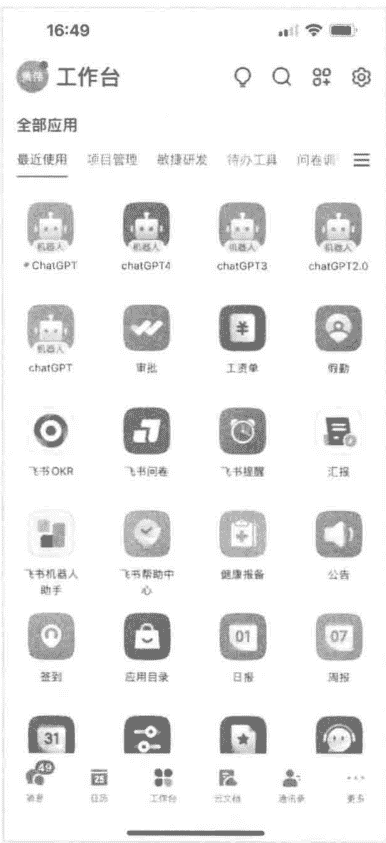 16:49
工作台
全部应用
最近使用 项目管理 敏捷研发 待办工具 问卷调
机器人 机器人 机器人 机器人
ChatGPT chatGPT4 chatGPT3 chatGPT2.0
机器人 ¥
chatGPT 审批 工资单 假勤
飞书OKR 飞书问卷 飞书提醒 汇报
飞书机器人助手 飞书帮助中心 健康报备 公告
01 07
签到 应用目录 日报 周报
31
49 25
消息 日历 工作台 云文档 通讯录 更多